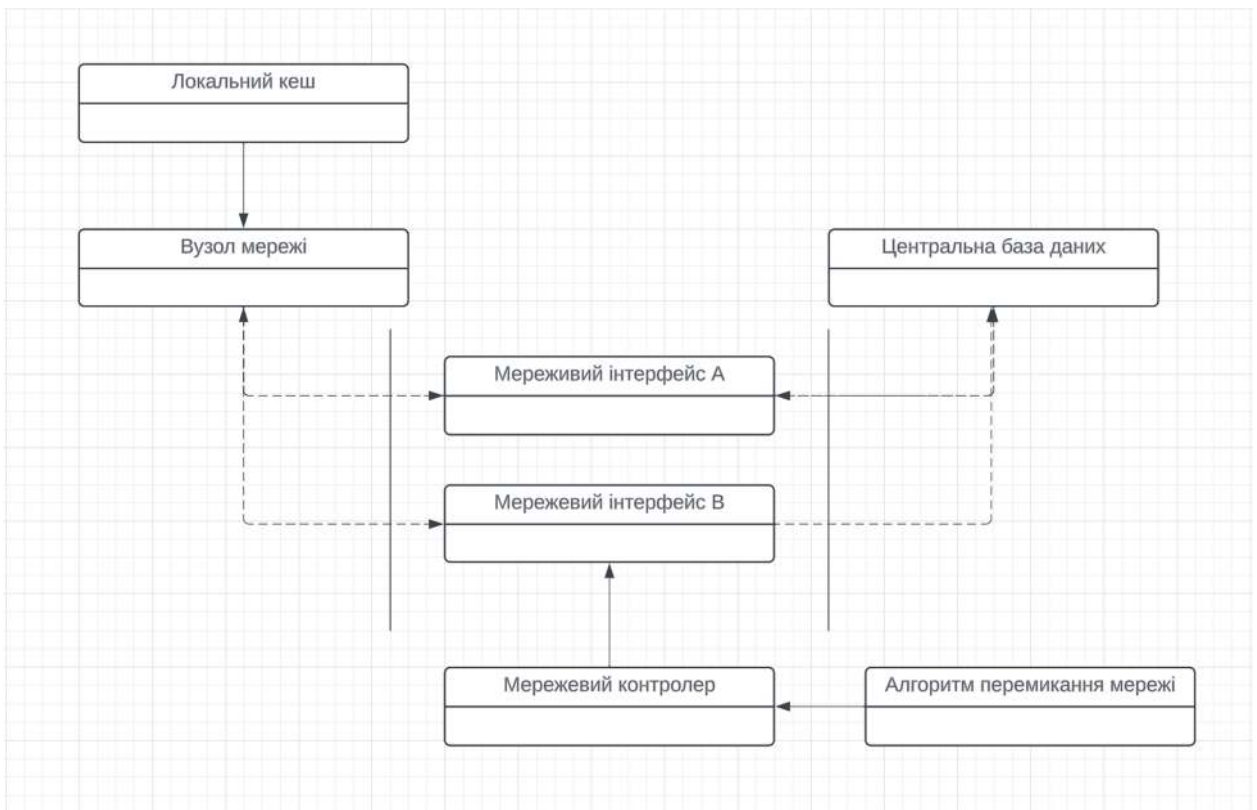 Локальний кеш
Вузол мережі
Центральна база даних
Мереживий інтерфейс А
Мережевий інтерфейс В
Мережевий контролер
Алгоритм перемикання мережі